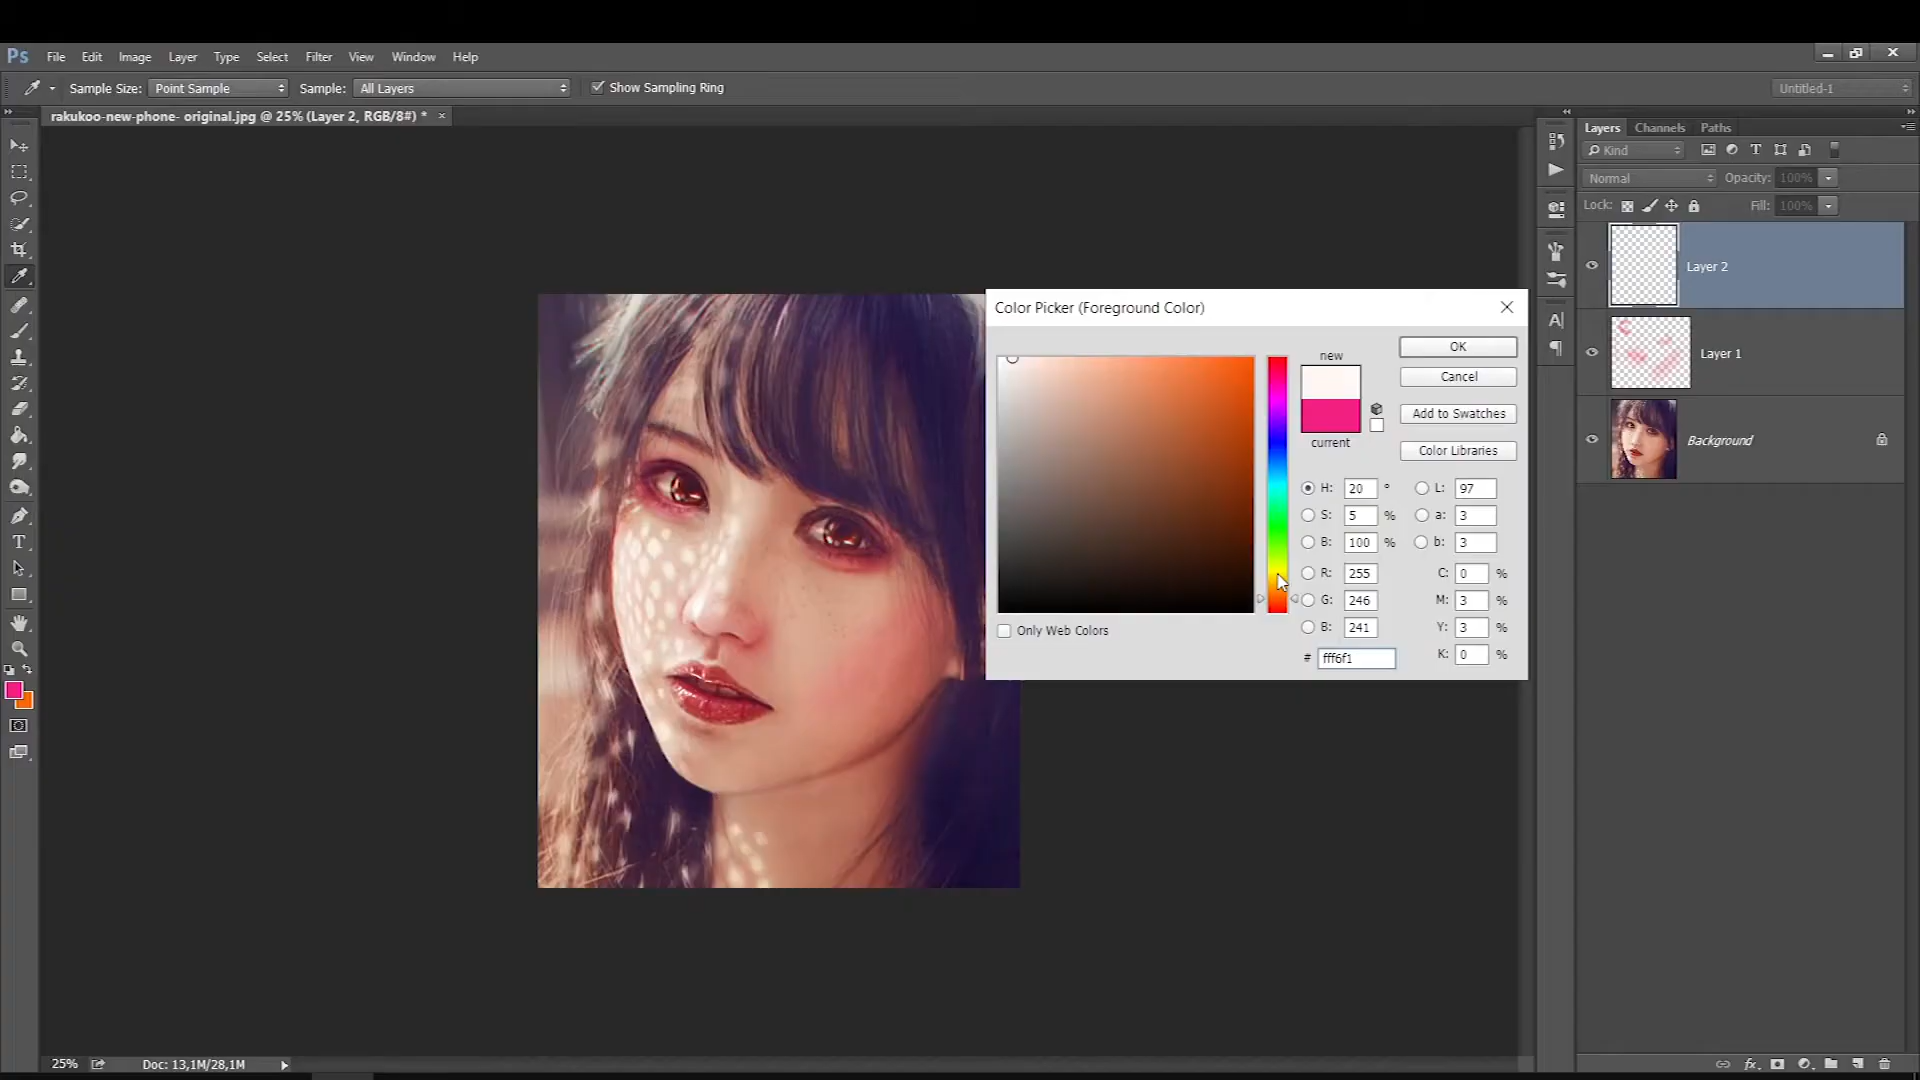 Ps File Edit Image Layer Type Select Filter View Window Help
Sample Size: Point Sample Sample: All Layers Show Sampling Ring Untitled-1
rakukoo-new-phone- original.jpg @ 25% (Layer 2, RGB/8#) * ×
Layers Channels Paths
Kind
Normal Opacity: 100%
Lock: Fill: 100%
Layer 2
Layer 1
Background
Color Picker (Foreground Color)
new
current
OK
Cancel
Add to Swatches
Color Libraries
H: 20 ° L: 97
S: 5 % a: 3
B: 100 % b: 3
R: 255 C: 0 %
G: 246 M: 3 %
B: 241 Y: 3 %
# fff6f1 K: 0 %
Only Web Colors
25% Doc: 13,1M/28,1M